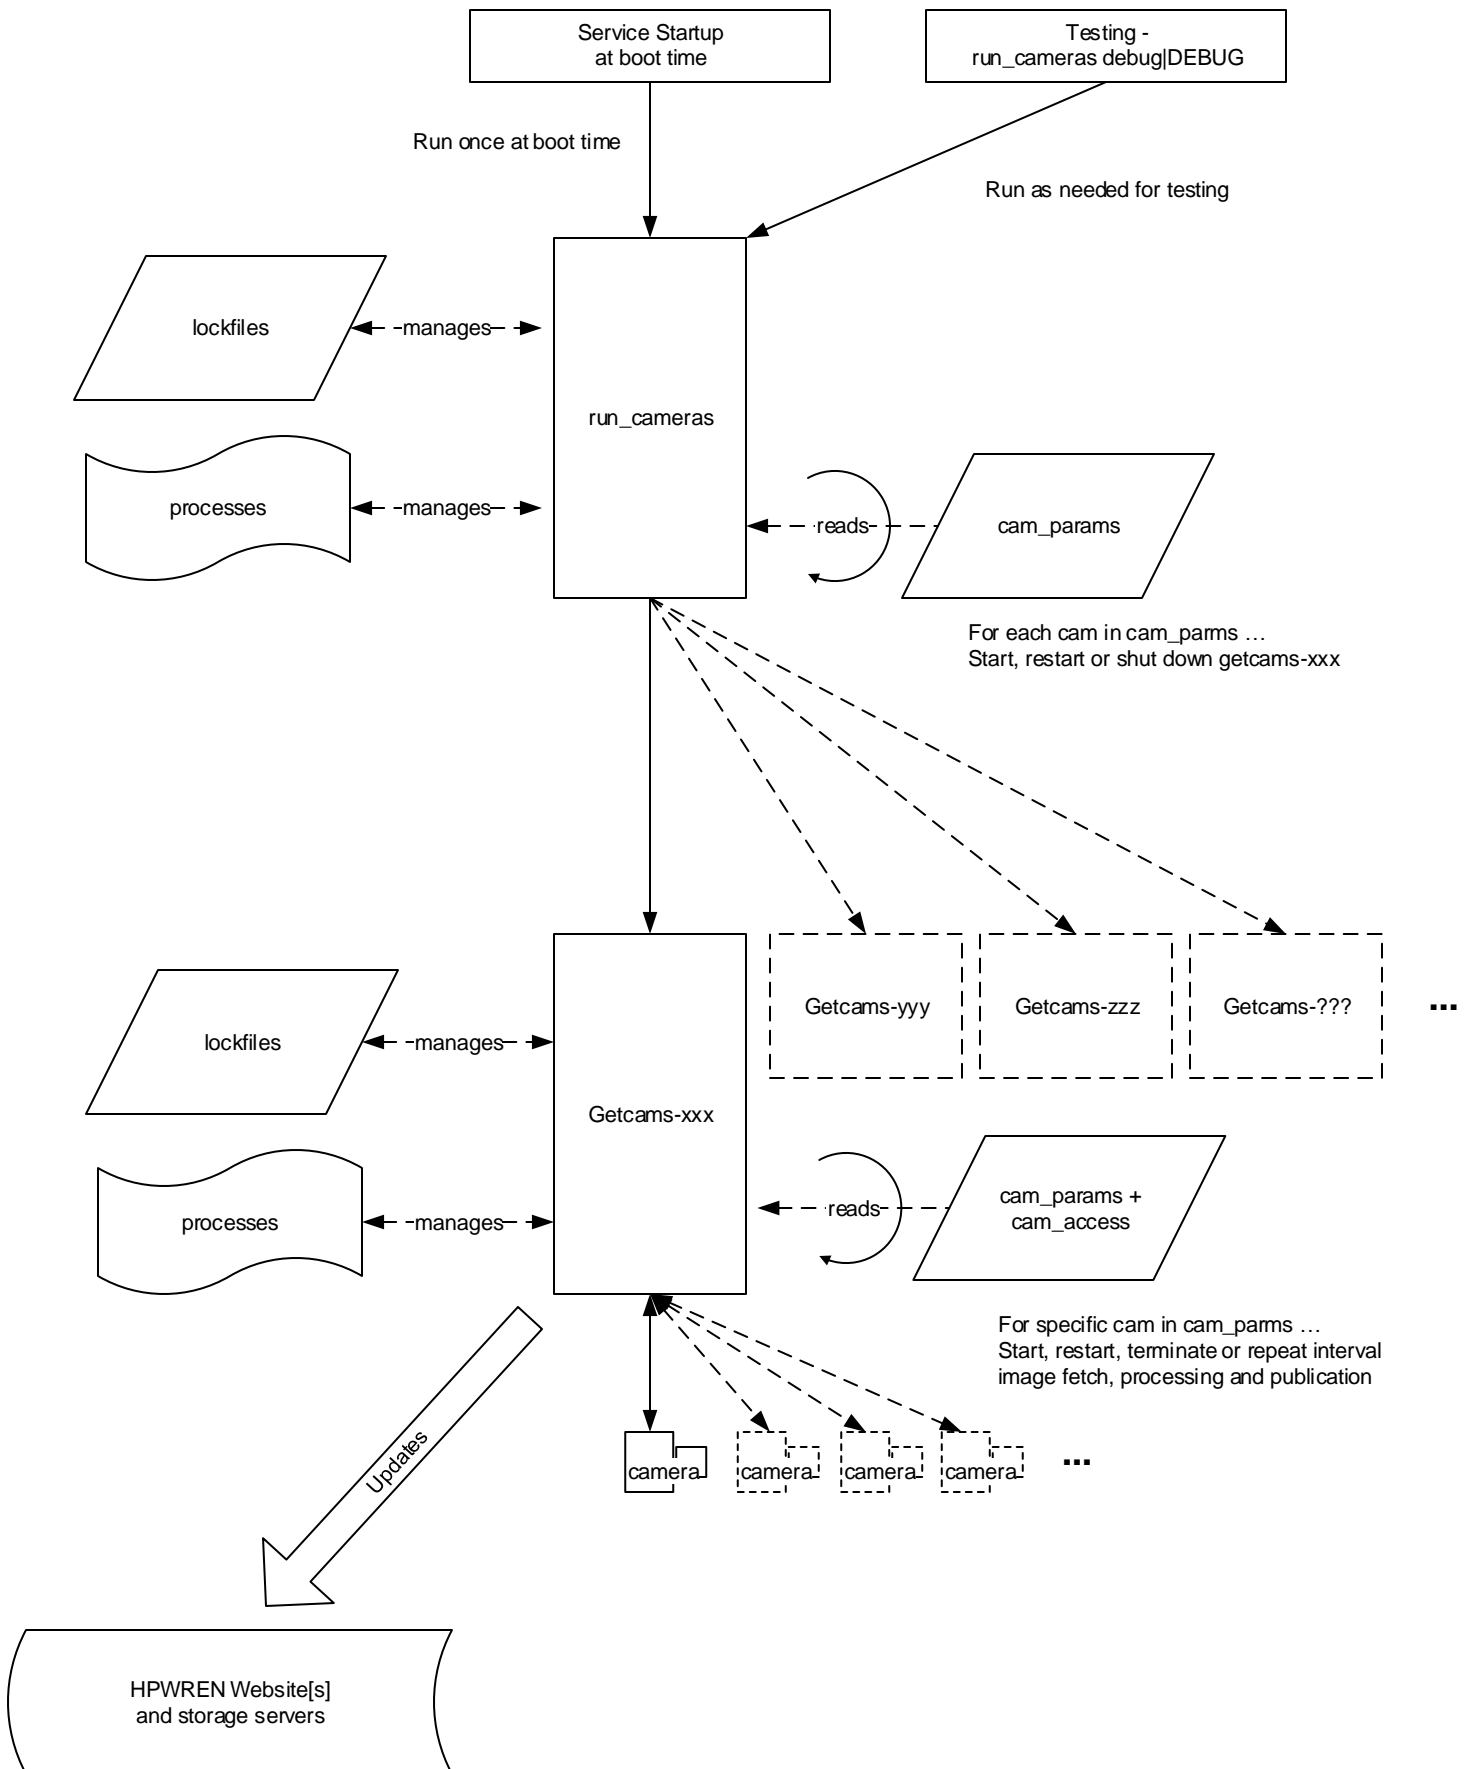 Service Startup
at boot time
Testing -
run_cameras debug|DEBUG
Run once at boot time
Run as needed for testing
lockfiles
manages
run_cameras
processes
manages
reads
cam_params
For each cam in cam_parms …
Start, restart or shut down getcams-xxx
Getcams-yyy
Getcams-zzz
Getcams-???
...
lockfiles
manages
Getcams-xxx
processes
manages
reads
cam_params +
cam_access
For specific cam in cam_parms …
Start, restart, terminate or repeat interval
image fetch, processing and publication
camera
camera
camera
camera
...
Updates
HPWREN Website[s]
and storage servers